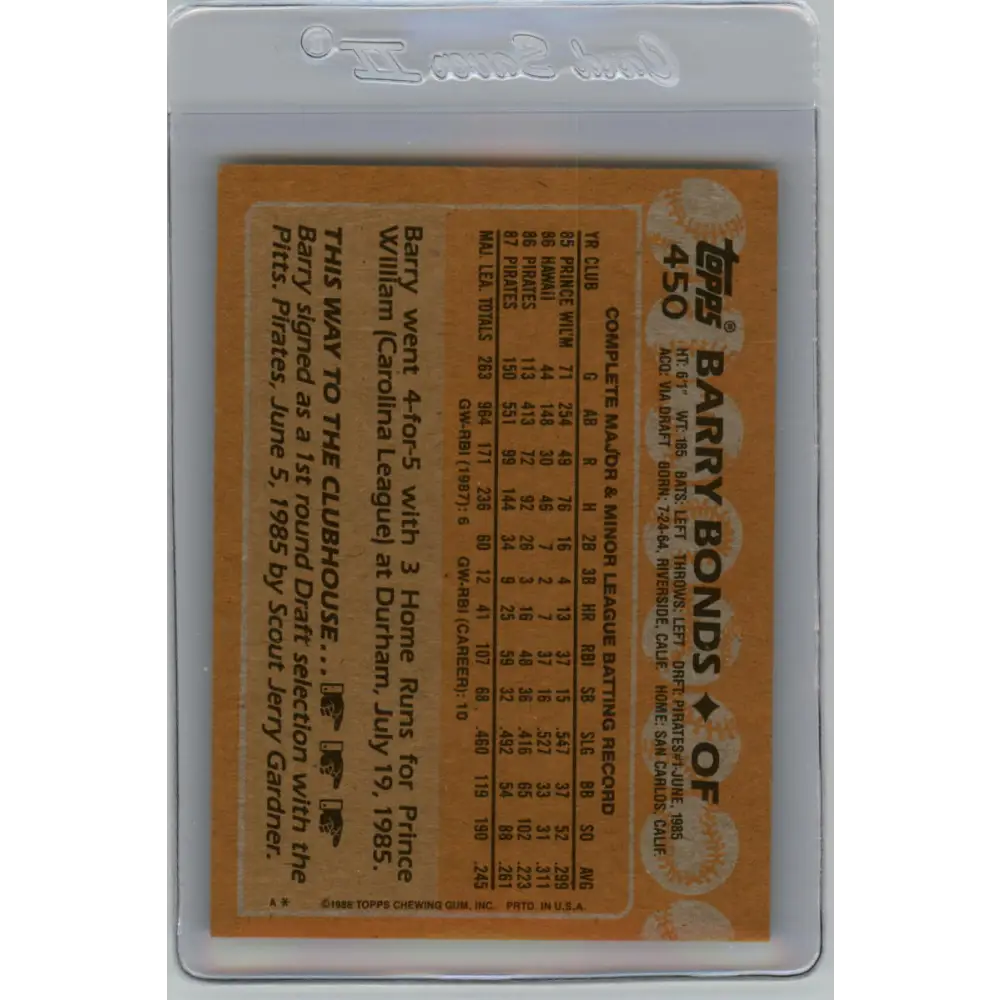 Card Saver II
topps® BARRY BONDS ✦ OF
450 HT: 6'1" WT: 185 BATS: LEFT THROWS: LEFT DRFT: PIRATES #1-JUNE, 1985
ACQ: VIA DRAFT BORN: 7-24-64, RIVERSIDE, CALIF. HOME: SAN CARLOS, CALIF.
COMPLETE MAJOR & MINOR LEAGUE BATTING RECORD
YR CLUB G AB R H 2B 3B HR RBI SB SLG BB SO AVG
85 PRINCE WIL'M 71 254 49 76 16 4 13 37 15 .547 37 52 .299
86 HAWAII 44 148 30 46 7 2 7 37 16 .527 33 31 .311
86 PIRATES 113 413 72 92 26 3 16 48 36 .416 65 102 .223
87 PIRATES 150 551 99 144 34 9 25 59 32 .492 54 88 .261
MAJ. LEA. TOTALS 263 964 171 236 60 12 41 107 68 .460 119 190 .245
GW-RBI (1987): 6 GW-RBI (CAREER): 10
Barry went 4-for-5 with 3 Home Runs for Prince
William (Carolina League) at Durham, July 19, 1985.
THIS WAY TO THE CLUBHOUSE...
Barry signed as a 1st round Draft selection with the
Pitts. Pirates, June 5, 1985 by Scout Jerry Gardner.
©1988 TOPPS CHEWING GUM, INC. PRTD. IN U.S.A.
A *